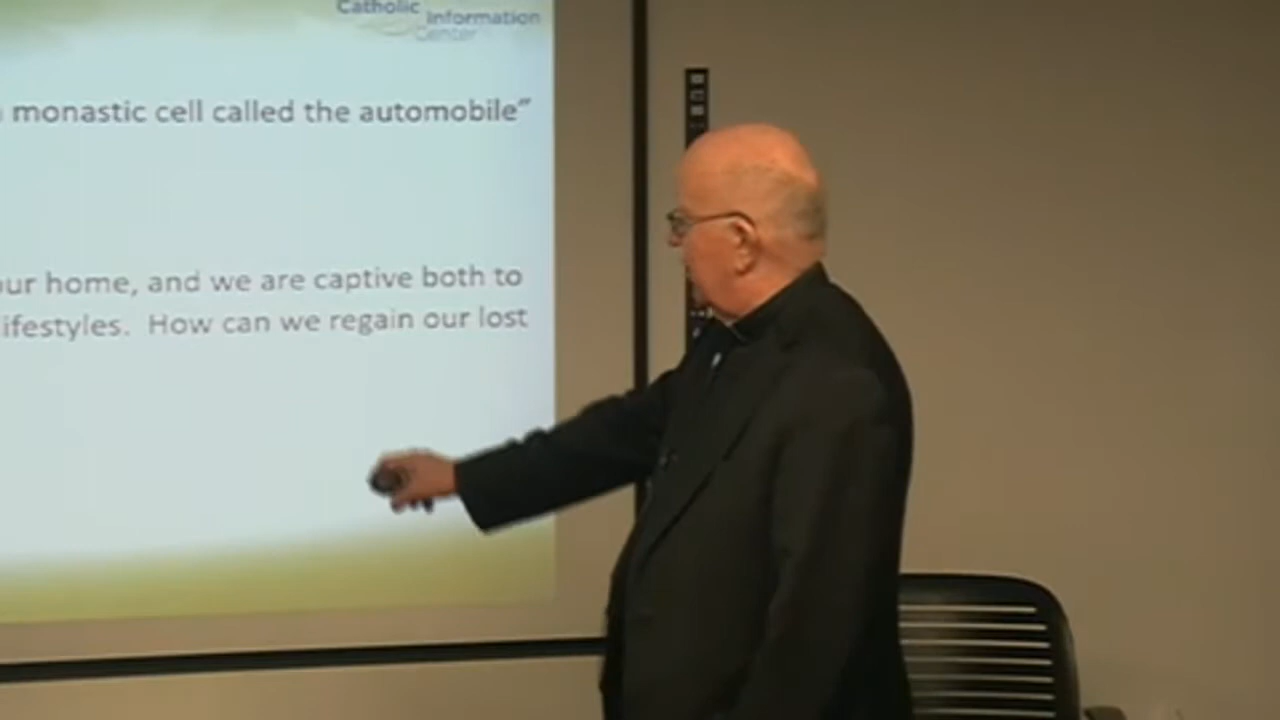 Catholic
Information
Center
monastic cell called the automobile”
our home, and we are captive both to
lifestyles. How can we regain our lost